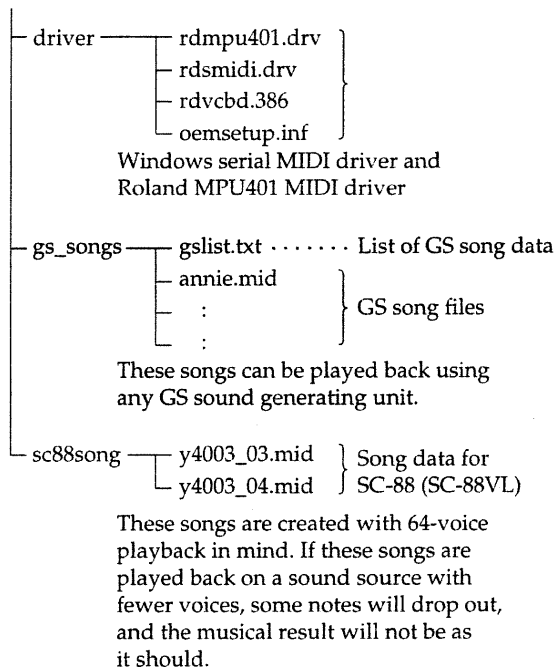 driver rdmpu401.drv
rdsmidi.drv
rdvcbd.386
oemsetup.inf
Windows serial MIDI driver and
Roland MPU401 MIDI driver
gs_songs gslist.txt ······· List of GS song data
annie.mid
: GS song files
:
These songs can be played back using
any GS sound generating unit.
sc88song y4003_03.mid Song data for
y4003_04.mid SC-88 (SC-88VL)
These songs are created with 64-voice
playback in mind. If these songs are
played back on a sound source with
fewer voices, some notes will drop out,
and the musical result will not be as
it should.